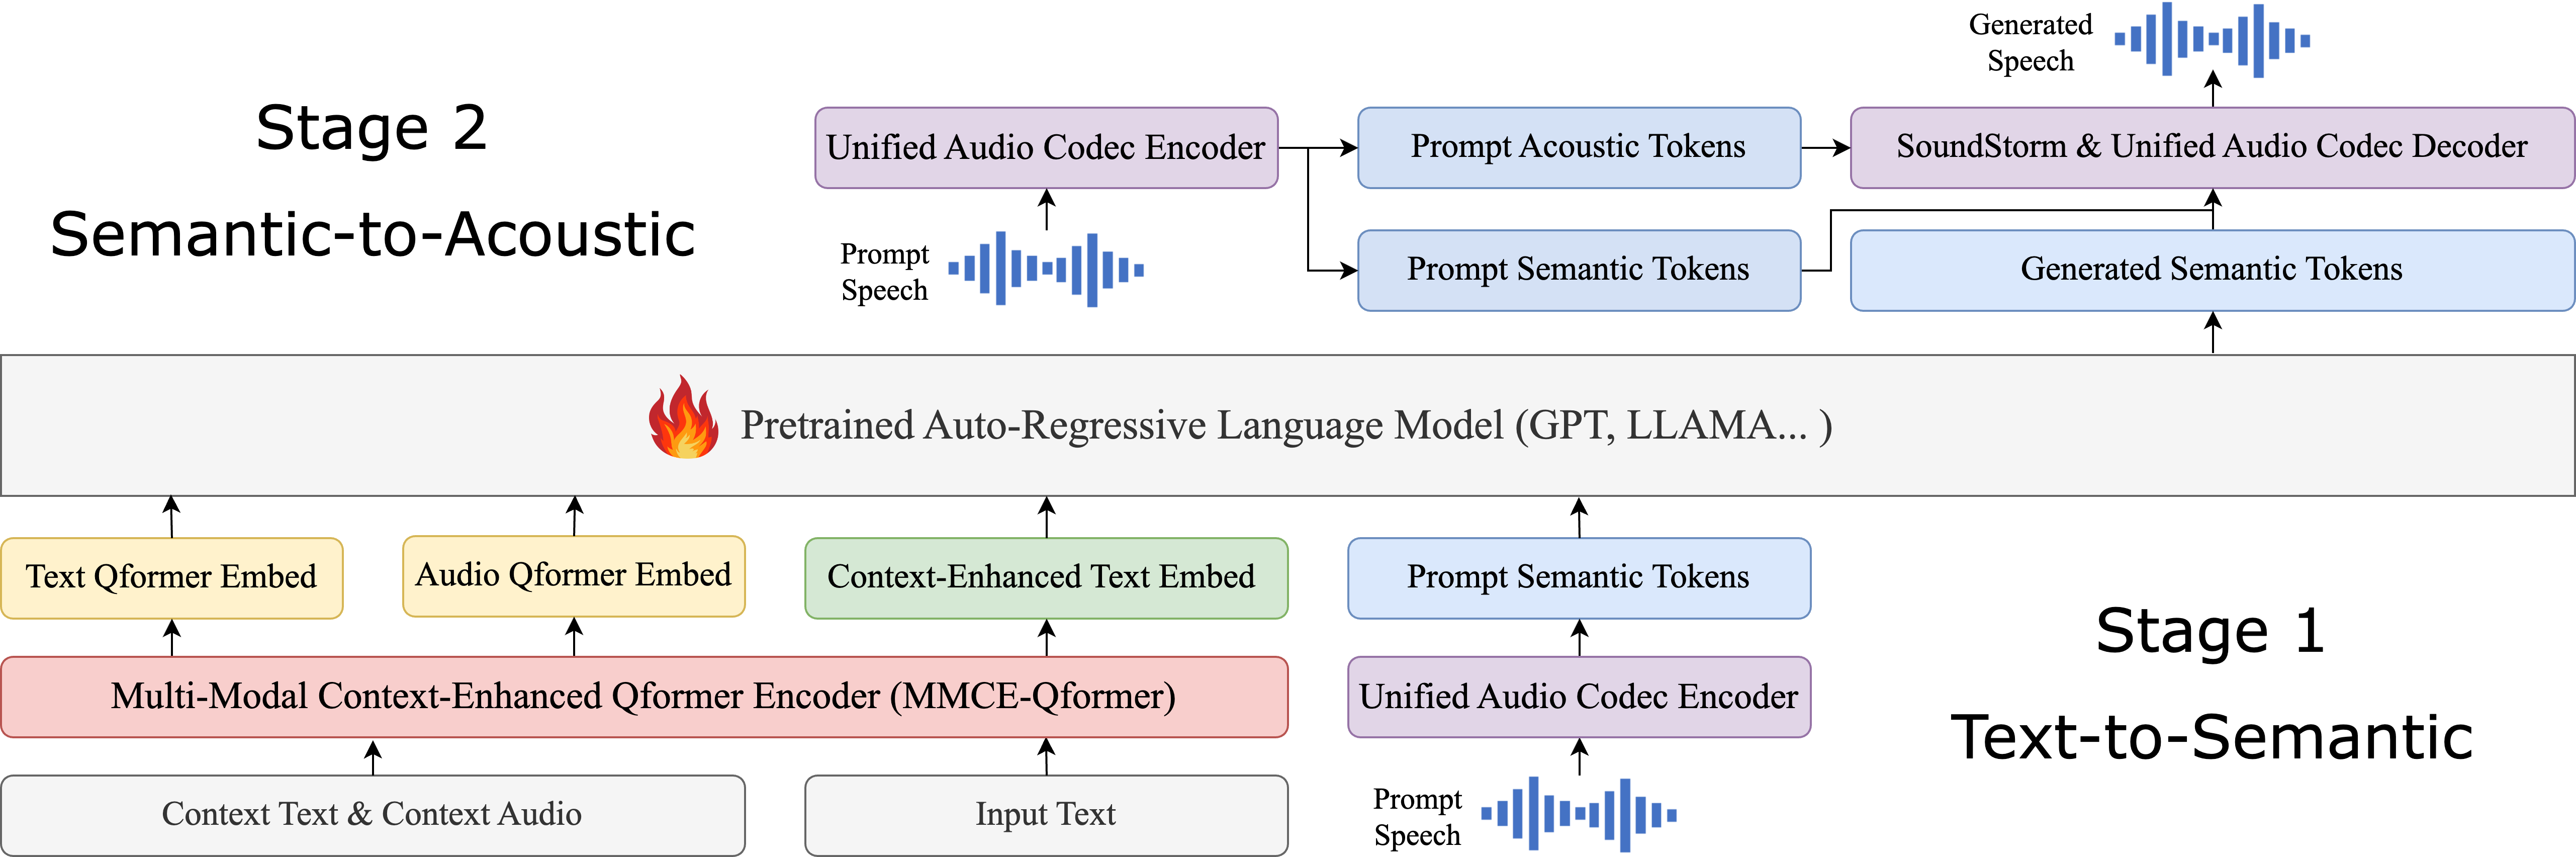 Generated
Speech
Stage 2
Semantic-to-Acoustic
Unified Audio Codec Encoder
Prompt Acoustic Tokens
SoundStorm & Unified Audio Codec Decoder
Prompt
Speech
Prompt Semantic Tokens
Generated Semantic Tokens
Pretrained Auto-Regressive Language Model (GPT, LLAMA... )
Text Qformer Embed
Audio Qformer Embed
Context-Enhanced Text Embed
Prompt Semantic Tokens
Multi-Modal Context-Enhanced Qformer Encoder (MMCE-Qformer)
Unified Audio Codec Encoder
Stage 1
Text-to-Semantic
Context Text & Context Audio
Input Text
Prompt
Speech